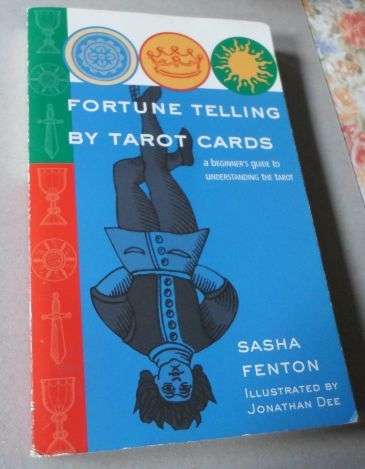 FORTUNE TELLING
BY TAROT CARDS
a BEGINNER'S GUIDE to
UNDERSTANDING THE TAROT
SASHA
FENTON
ILLUSTRATED BY
JONATHAN DEE